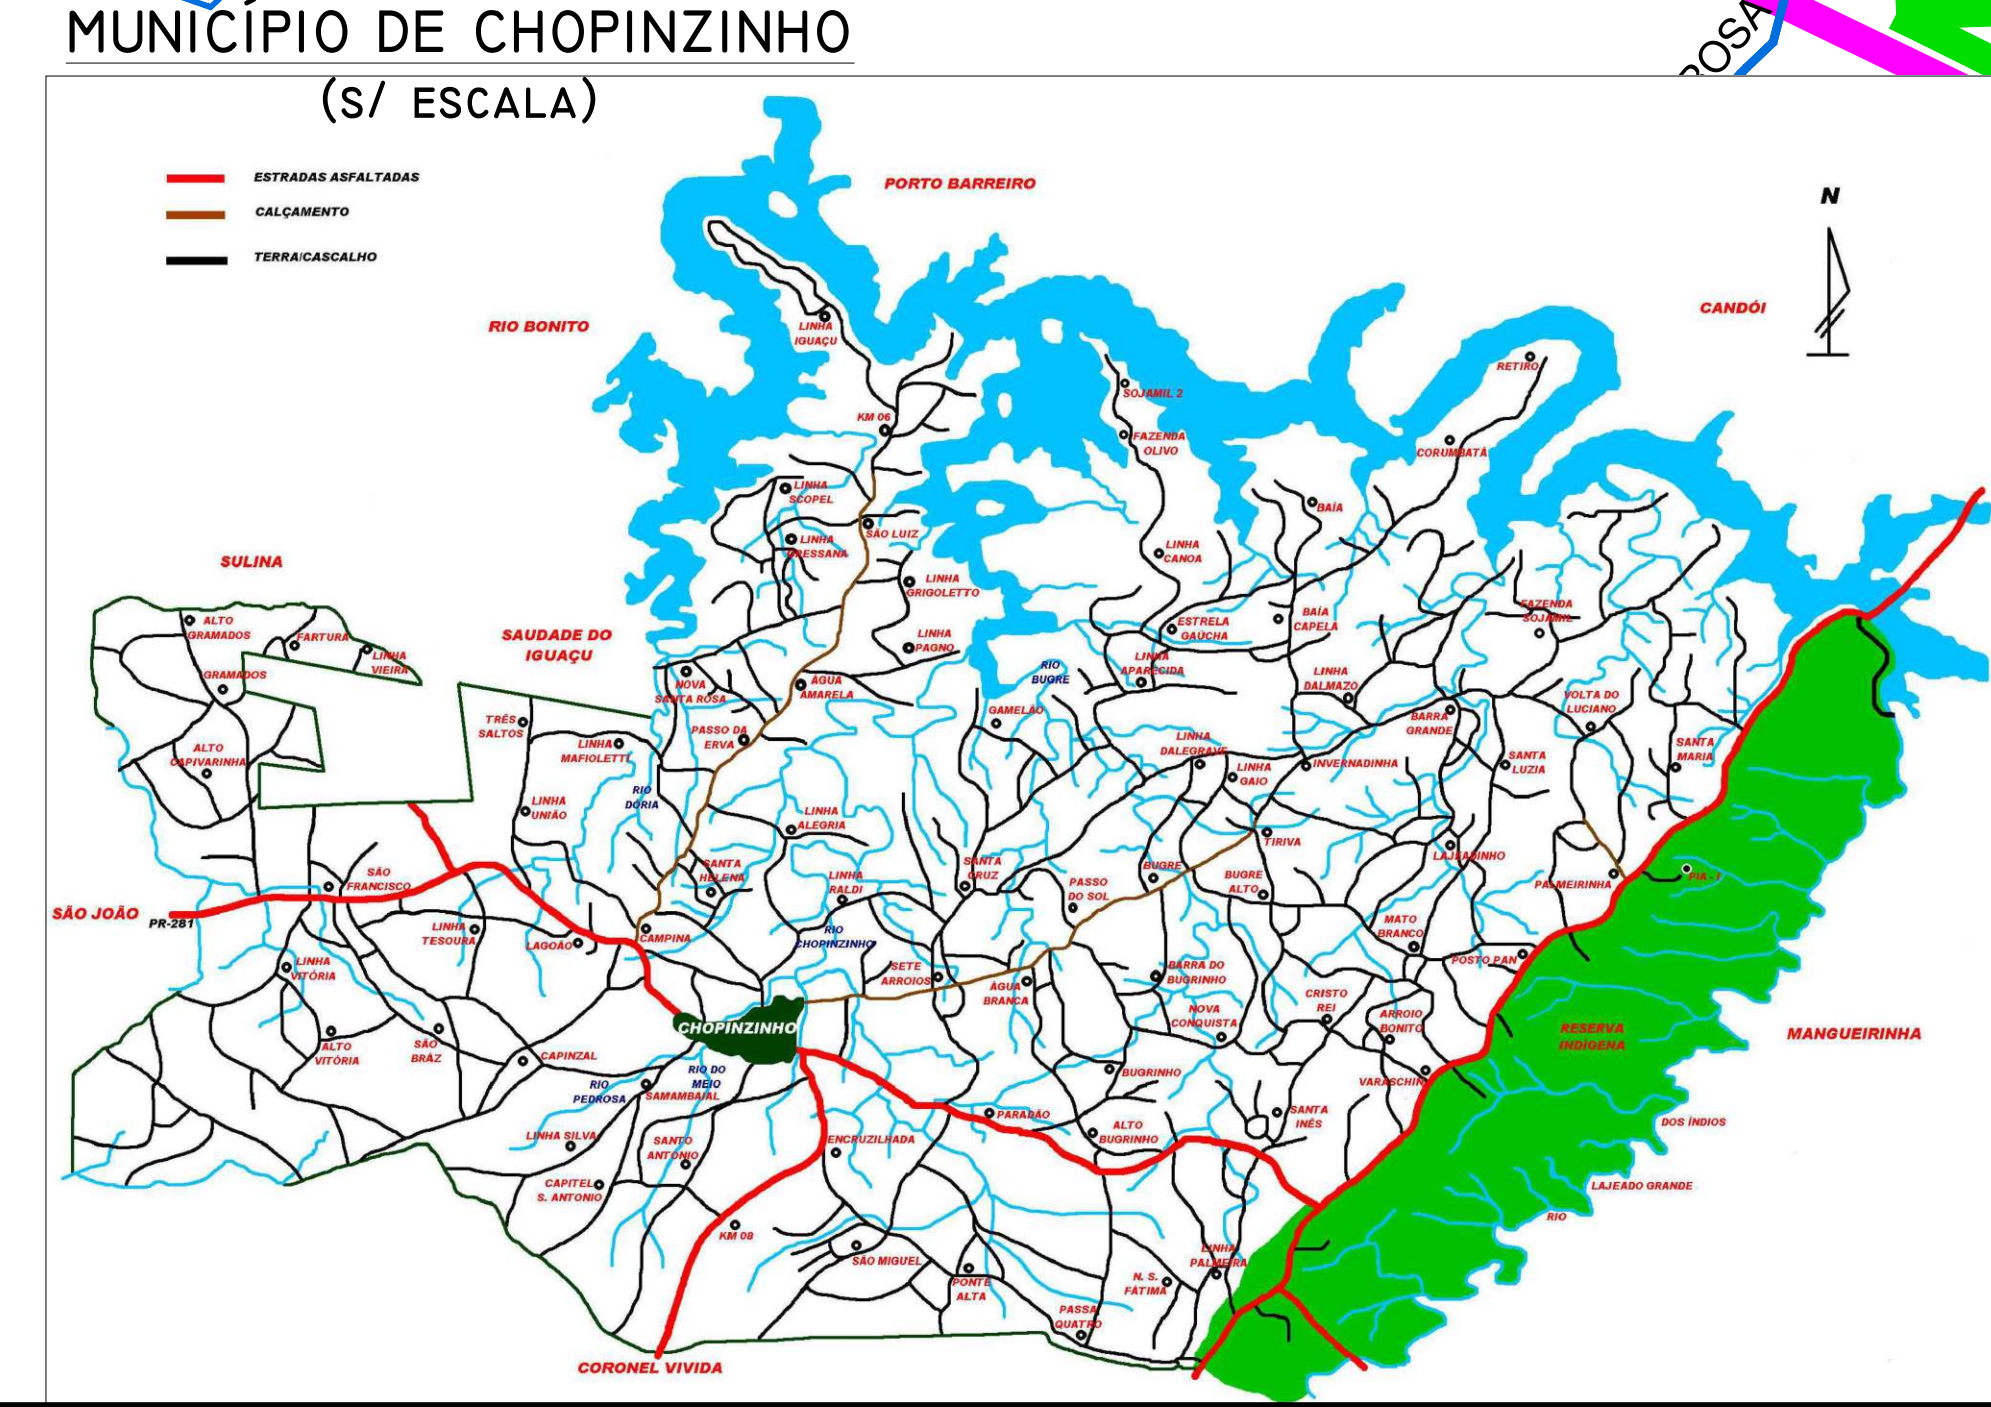 MUNICÍPIO DE CHOPINZINHO
(S/ ESCALA)
ROSA
ESTRADAS ASFALTADAS
CALÇAMENTO
TERRA/CASCALHO
PORTO BARREIRO
N
CANDÓI
RIO BONITO
LINHA
IGUAÇU
RETIRO
SOJAMIL 2
KM 06
FAZENDA
OLIVO
CORUMBATÁ
LINHA
SCOPEL
BAÍA
SÃO LUIZ
LINHA
GRESSANA
LINHA
CANOA
SULINA
LINHA
GRIGOLETTO
FAZENDA
SOJAMIL
BAÍA
CAPELA
ALTO
GRAMADOS
FARTURA
LINHA
VIEIRA
SAUDADE DO
IGUAÇU
ESTRELA
GAÚCHA
LINHA
PAGNO
LINHA
APARECIDA
RIO
BUGRE
GRAMADOS
NOVA
SANTA ROSA
ÁGUA
AMARELA
LINHA
DALMAZO
VOLTA DO
LUCIANO
TRÊS
SALTOS
GAMELÃO
BARRA
GRANDE
PASSO DA
ERVA
LINHA
MAFIOLETTI
LINHA
DALEGRAVE
SANTA
MARIA
ALTO
CAPIVARINHA
LINHA
GAIO
INVERNADINHA
SANTA
LUZIA
RIO
DÓRIA
LINHA
UNIÃO
LINHA
ALEGRIA
TIRIVA
LAJEADINHO
SANTA
HELENA
SANTA
CRUZ
BUGRE
SÃO
FRANCISCO
LINHA
RALDI
PASSO
DO SOL
BUGRE
ALTO
PALMEIRINHA
PIA - I
SÃO JOÃO
PR-281
LINHA
TESOURA
LAGOÃO
CAMPINA
RIO
CHOPINZINHO
MATO
BRANCO
POSTO PAN
LINHA
VITÓRIA
SETE
ARROIOS
ÁGUA
BRANCA
BARRA DO
BUGRINHO
CRISTO
REI
NOVA
CONQUISTA
ARROIO
BONITO
CHOPINZINHO
RESERVA
INDÍGENA
MANGUEIRINHA
ALTO
VITÓRIA
SÃO
BRÁZ
CAPINZAL
RIO
PEDROSA
RIO DO
MEIO
SAMAMBAIAL
BUGRINHO
VARASCHIN
PARADÃO
SANTA
INÊS
DOS ÍNDIOS
LINHA SILVA
SANTO
ANTÔNIO
ENCRUZILHADA
ALTO
BUGRINHO
CAPITEL
S. ANTONIO
LAJEADO GRANDE
RIO
KM 08
SÃO MIGUEL
LINHA
PALMEIRA
PONTE
ALTA
N. S.
FÁTIMA
PASSA
QUATRO
CORONEL VIVIDA